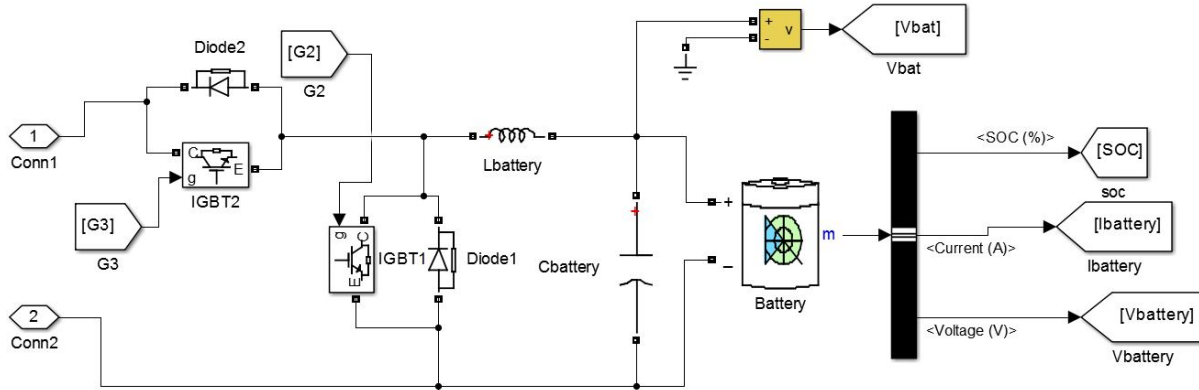 Diode2
[G2]
G2
1
Conn1
C
E
g
IGBT2
[G3]
G3
Lbattery
+
-
v
[Vbat]
Vbat
<SOC (%)>
[SOC]
soc
g
C
E
IGBT1
Diode1
Cbattery
+
m
−
Battery
<Current (A)>
[Ibattery]
Ibattery
2
Conn2
<Voltage (V)>
[Vbattery]
Vbattery